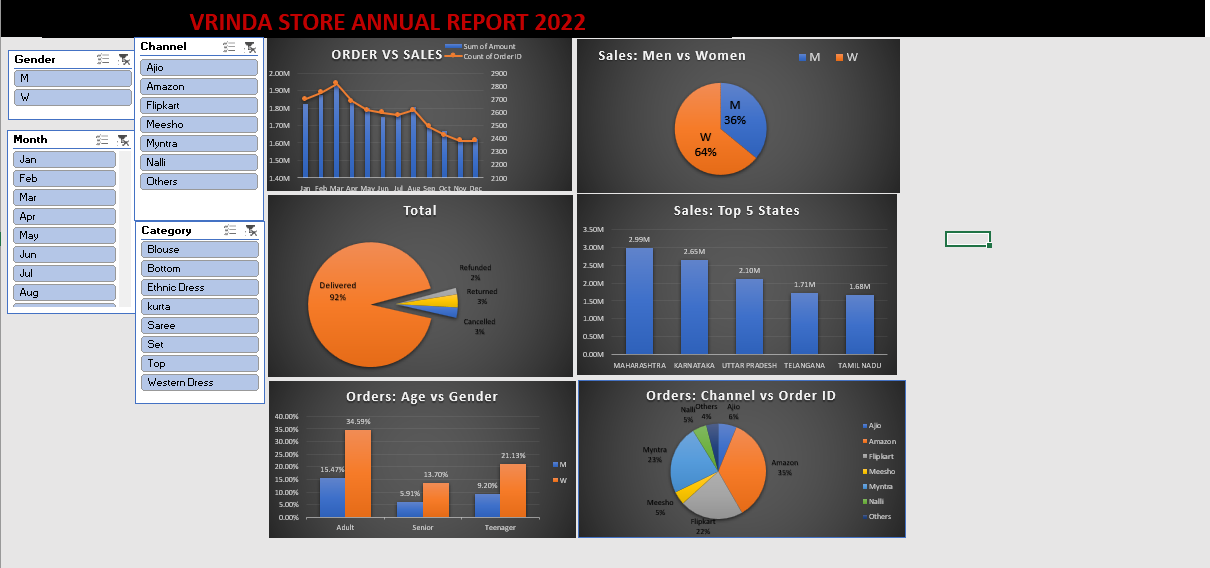 VRINDA STORE ANNUAL REPORT 2022
Gender
M
W
Month
Jan
Feb
Mar
Apr
May
Jun
Jul
Aug
Channel
Ajio
Amazon
Flipkart
Meesho
Myntra
Nalli
Others
Category
Blouse
Bottom
Ethnic Dress
kurta
Saree
Set
Top
Western Dress
ORDER VS SALES
Sum of Amount
Count of Order ID
2.00M
1.90M
1.80M
1.70M
1.60M
1.50M
1.40M
2900
2800
2700
2600
2500
2400
2300
2200
2100
Jan Feb Mar Apr May Jun Jul Aug Sep Oct Nov Dec
Sales: Men vs Women
M W
M
36%
W
64%
Total
Delivered
92%
Refunded
2%
Returned
3%
Cancelled
3%
Sales: Top 5 States
3.50M
3.00M
2.50M
2.00M
1.50M
1.00M
0.50M
0.00M
2.99M
2.65M
2.10M
1.71M
1.68M
MAHARASHTRA KARNATAKA UTTAR PRADESH TELANGANA TAMIL NADU
Orders: Age vs Gender
40.00%
35.00%
30.00%
25.00%
20.00%
15.00%
10.00%
5.00%
0.00%
15.47%
34.59%
5.91%
13.70%
9.20%
21.13%
Adult Senior Teenager
M
W
Orders: Channel vs Order ID
Ajio
6%
Amazon
35%
Flipkart
22%
Meesho
5%
Myntra
23%
Nalli
5%
Others
4%
Ajio
Amazon
Flipkart
Meesho
Myntra
Nalli
Others